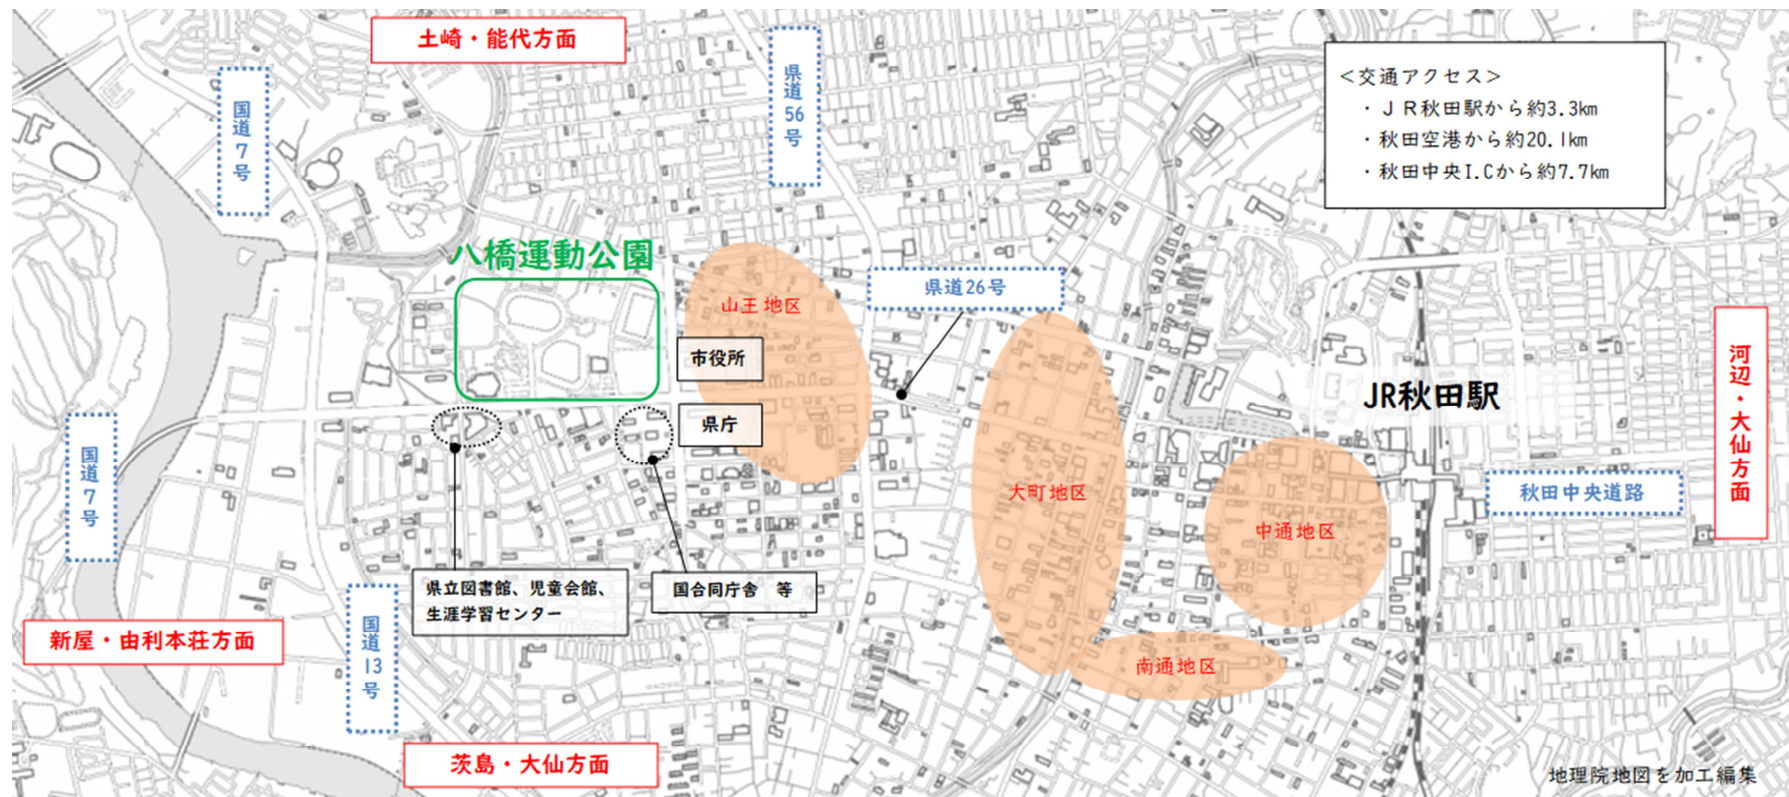 土崎・能代方面
国道7号
県道56号
<交通アクセス>
・ＪＲ秋田駅から約3.3km
・秋田空港から約20.1km
・秋田中央I.Cから約7.7km
八橋運動公園
山王地区
県道26号
市役所
県庁
JR秋田駅
河辺・大仙方面
国道7号
大町地区
中通地区
秋田中央道路
県立図書館、児童会館、
生涯学習センター
国合同庁舎　等
新屋・由利本荘方面
国道13号
南通地区
茨島・大仙方面
地理院地図を加工編集